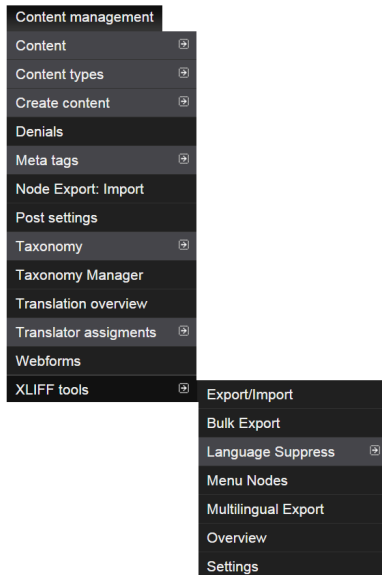 Content management
Content
Content types
Create content
Denials
Meta tags
Node Export: Import
Post settings
Taxonomy
Taxonomy Manager
Translation overview
Translator assigments
Webforms
XLIFF tools
Export/Import
Bulk Export
Language Suppress
Menu Nodes
Multilingual Export
Overview
Settings